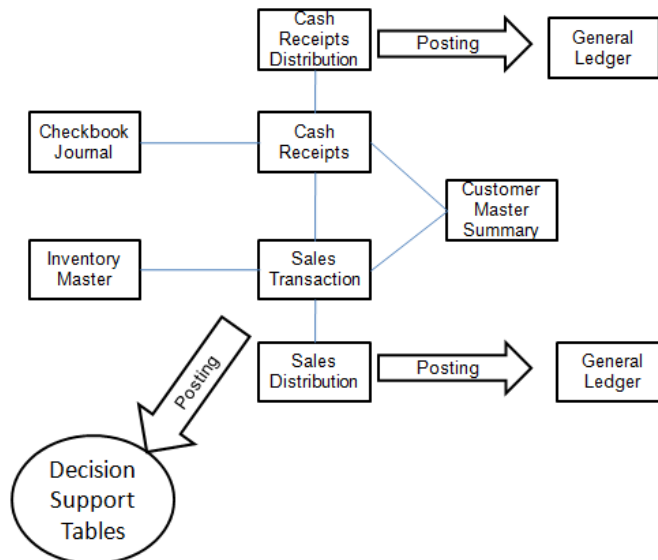 Cash
Receipts
Distribution
Posting
General
Ledger
Checkbook
Journal
Cash
Receipts
Customer
Master
Summary
Inventory
Master
Sales
Transaction
Posting
Sales
Distribution
Posting
General
Ledger
Decision
Support
Tables